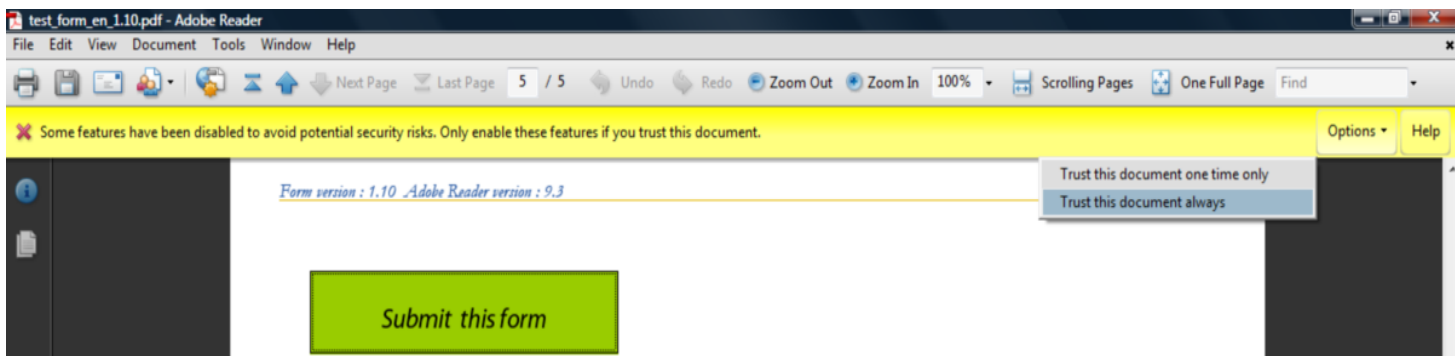 test_form_en_1.10.pdf - Adobe Reader
File Edit View Document Tools Window Help
Next Page Last Page 5 / 5 Undo Redo Zoom Out Zoom In 100% Scrolling Pages One Full Page Find
Some features have been disabled to avoid potential security risks. Only enable these features if you trust this document. Options Help
Trust this document one time only
Form version : 1.10 Adobe Reader version : 9.3
Trust this document always
Submit this form